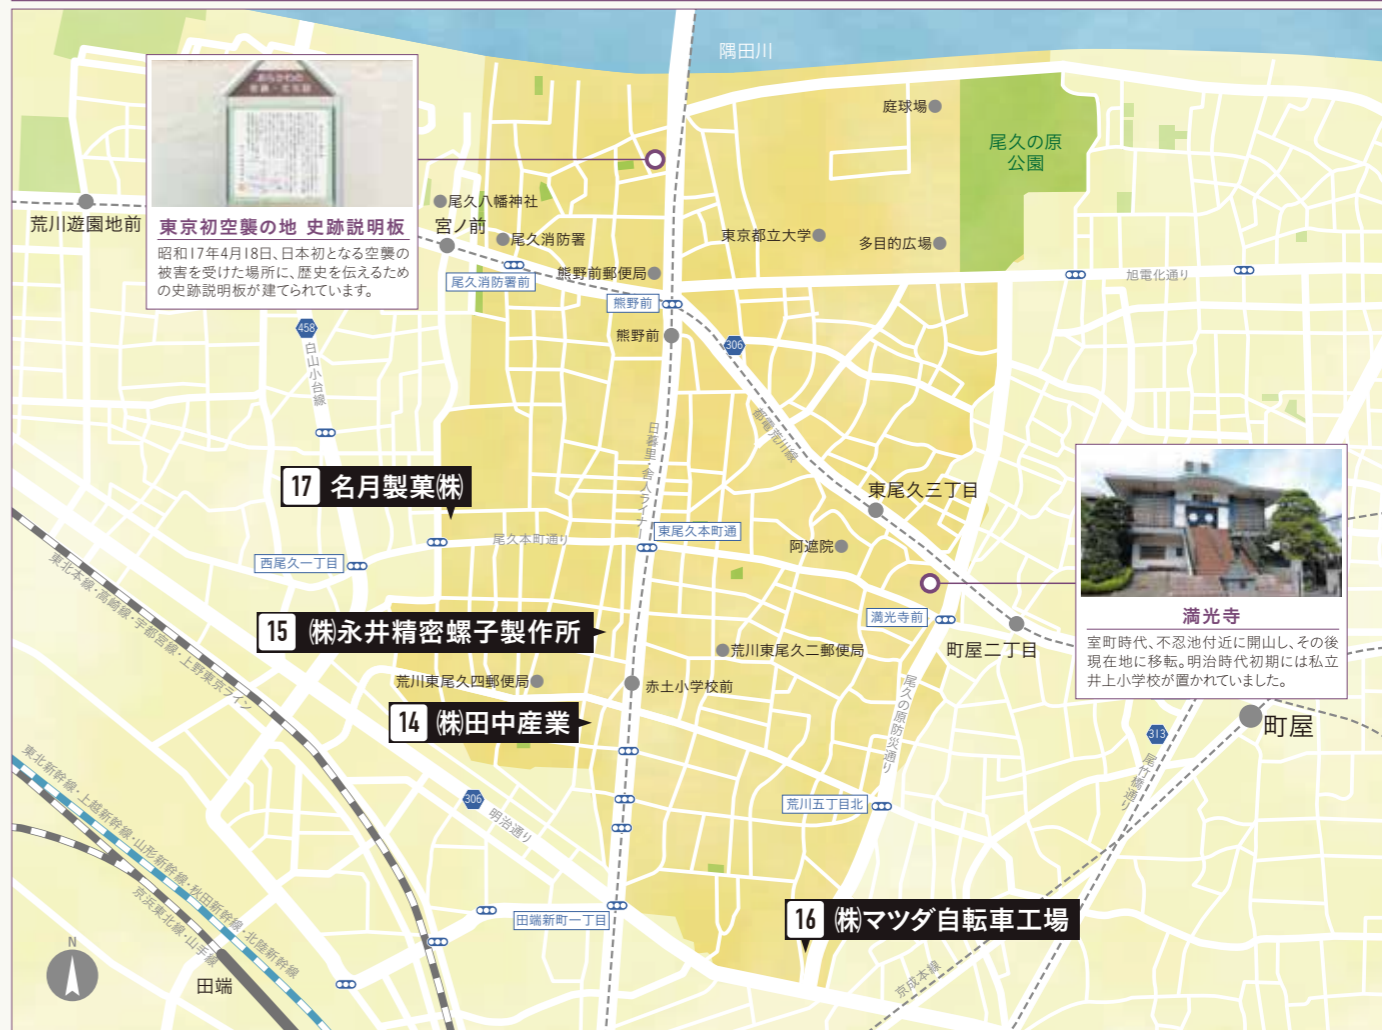 隅田川
あらかわの
史跡・文化財
庭球場
尾久の原
公園
荒川遊園地前
東京初空襲の地 史跡説明板
昭和17年4月18日、日本初となる空襲の
被害を受けた場所に、歴史を伝えるため
の史跡説明板が建てられています。
尾久八幡神社
宮ノ前
尾久消防署
尾久消防署前
熊野前郵便局
熊野前
熊野前
東京都立大学
多目的広場
旭電化通り
458
白山小台線
306
都電荒川線
日暮里・舎人ライナー
17 名月製菓㈱
東尾久三丁目
尾久本町通り
東尾久本町通
阿遮院
西尾久一丁目
満光寺前
町屋二丁目
満光寺
室町時代、不忍池付近に開山し、その後
現在地に移転。明治時代初期には私立
井上小学校が置かれていました。
15 ㈱永井精密螺子製作所
荒川東尾久二郵便局
荒川東尾久四郵便局
赤土小学校前
14 ㈱田中産業
尾久の原防災通り
町屋
313
尾竹橋通り
東北本線・高崎線・宇都宮線・上野東京ライン
東北新幹線・上越新幹線・山形新幹線・秋田新幹線・北陸新幹線
京浜東北線・山手線
306
明治通り
荒川五丁目北
田端新町一丁目
16 ㈱マツダ自転車工場
京成本線
田端
N